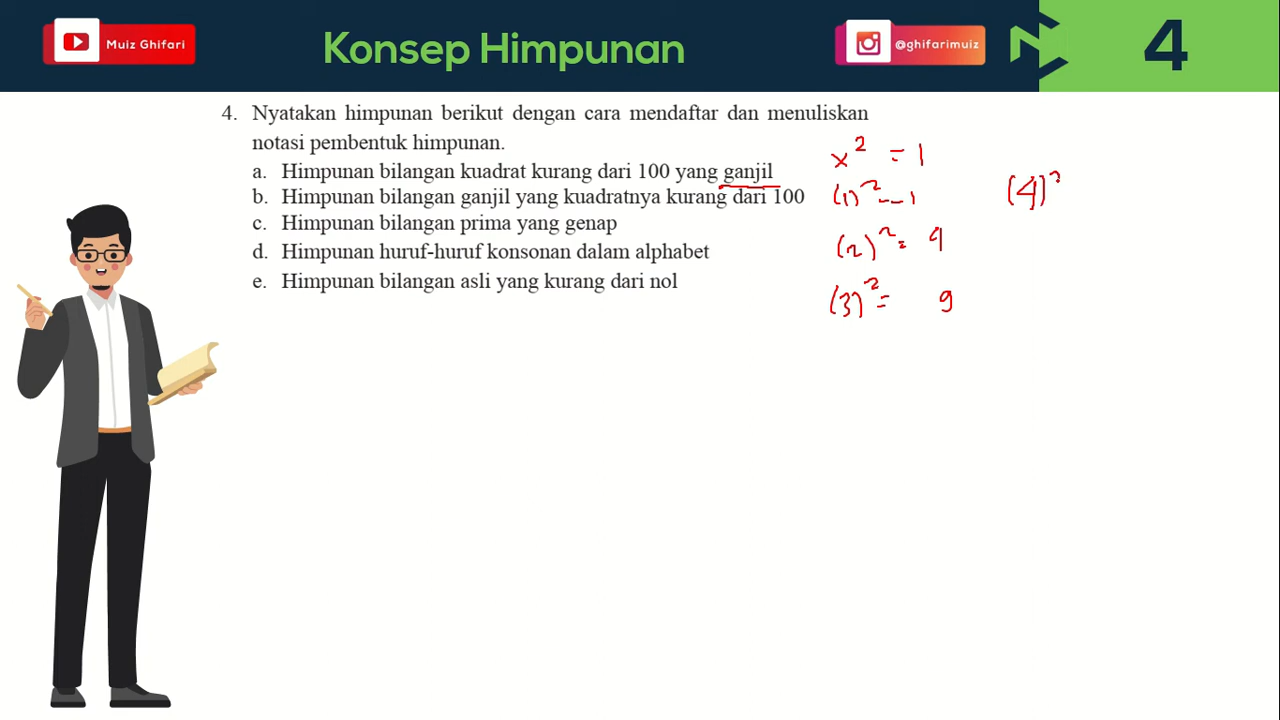 Muiz Ghifari
Konsep Himpunan
@ghifarimuiz
4
4. Nyatakan himpunan berikut dengan cara mendaftar dan menuliskan
notasi pembentuk himpunan.
a. Himpunan bilangan kuadrat kurang dari 100 yang ganjil
b. Himpunan bilangan ganjil yang kuadratnya kurang dari 100
c. Himpunan bilangan prima yang genap
d. Himpunan huruf-huruf konsonan dalam alphabet
e. Himpunan bilangan asli yang kurang dari nol
x² = 1
(1)² = 1
(2)² = 4
(3)² = 9
(4)²